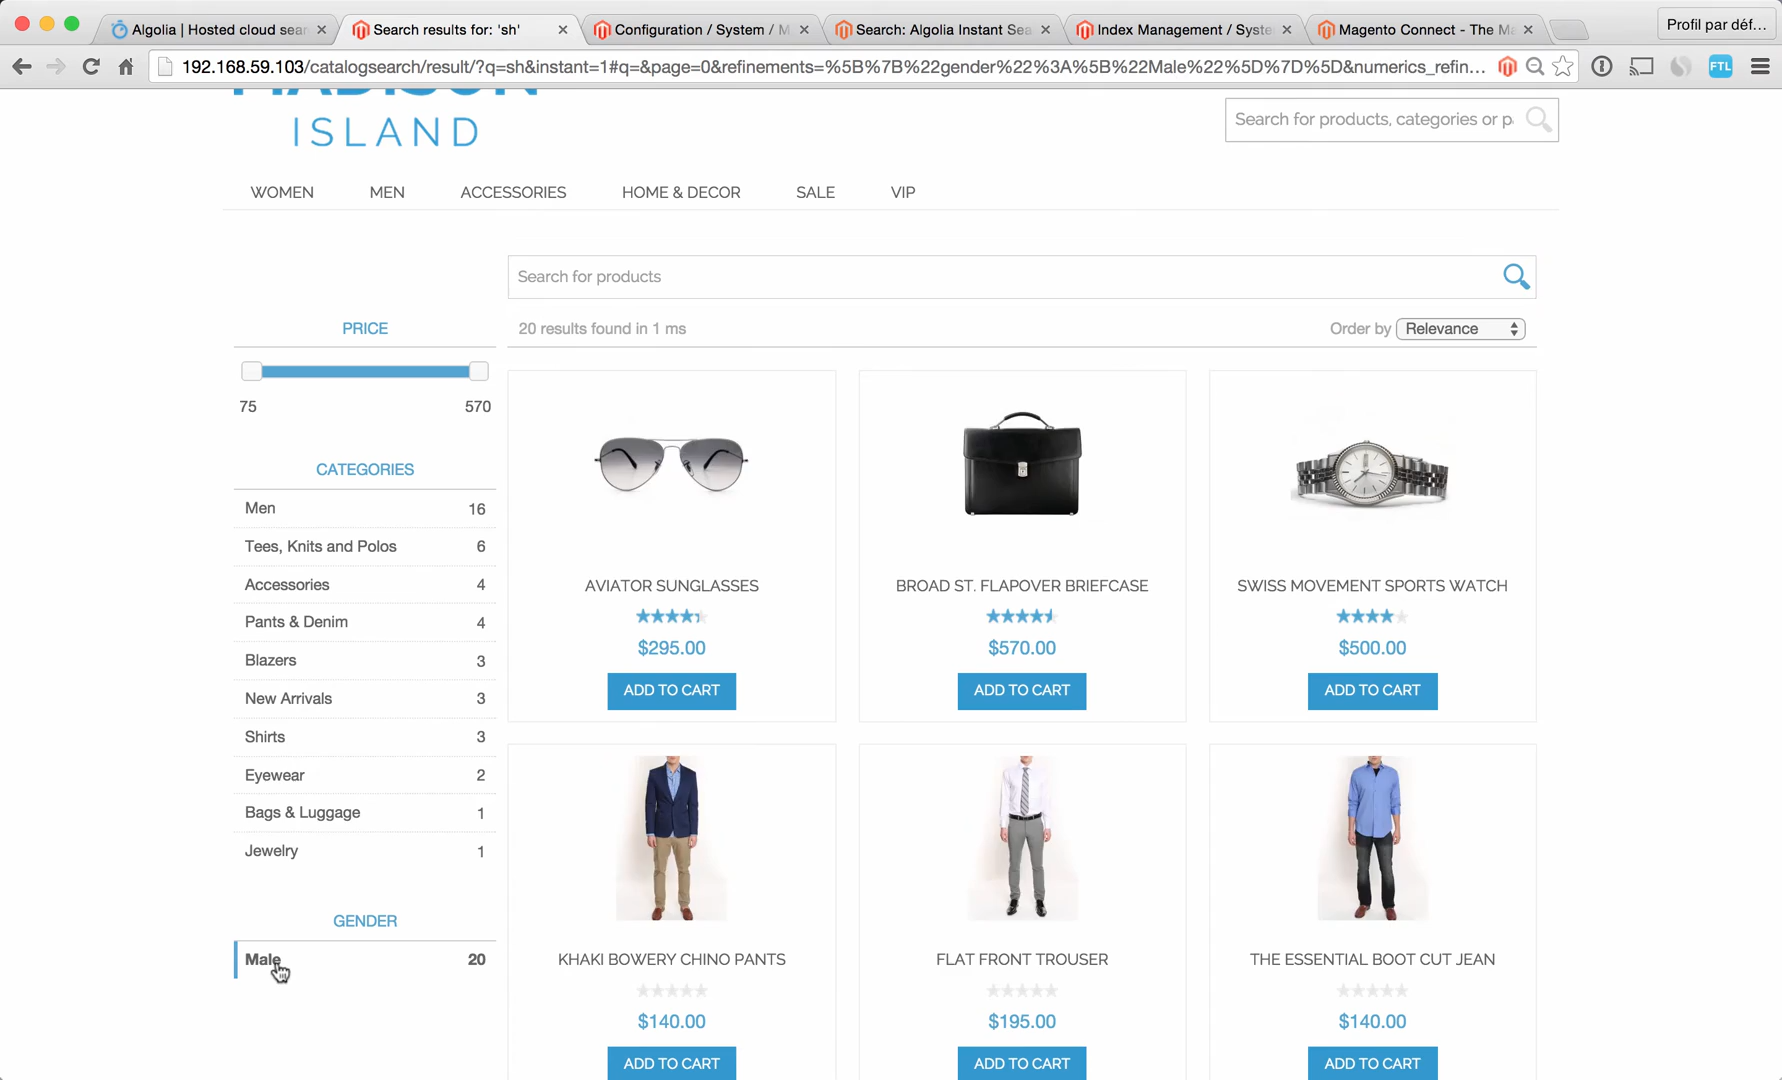 Algolia | Hosted cloud sear
Search results for: 'sh'
Configuration / System / M
Search: Algolia Instant Sea
Index Management / Syste
Magento Connect - The Ma
Profil par déf...
192.168.59.103/catalogsearch/result/?q=sh&instant=1#q=&page=0&refinements=%5B%7B%22gender%22%3A%5B%22Male%22%5D%7D%5D&numerics_refin...
FTL
MADISON
ISLAND
Search for products, categories or pa
WOMEN MEN ACCESSORIES HOME & DECOR SALE VIP
Search for products
20 results found in 1 ms
Order by Relevance
PRICE
75 570
CATEGORIES
Men 16
Tees, Knits and Polos 6
Accessories 4
Pants & Denim 4
Blazers 3
New Arrivals 3
Shirts 3
Eyewear 2
Bags & Luggage 1
Jewelry 1
GENDER
Male 20
AVIATOR SUNGLASSES
$295.00
ADD TO CART
BROAD ST. FLAPOVER BRIEFCASE
$570.00
ADD TO CART
SWISS MOVEMENT SPORTS WATCH
$500.00
ADD TO CART
KHAKI BOWERY CHINO PANTS
$140.00
ADD TO CART
FLAT FRONT TROUSER
$195.00
ADD TO CART
THE ESSENTIAL BOOT CUT JEAN
$140.00
ADD TO CART